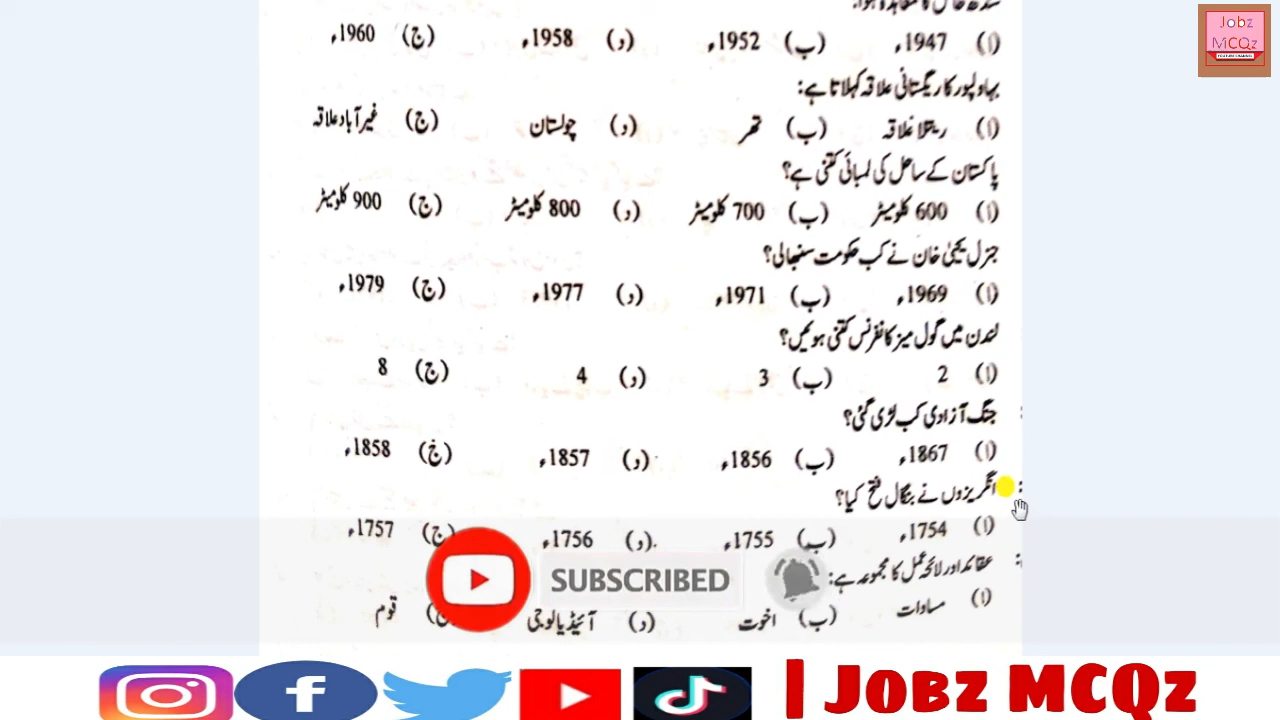 (ا) 1947ء (ب) 1952ء (د) 1958ء (ج) 1960ء
بہاولپور کا ریگستانی علاقہ کہلاتا ہے:
(ا) ریتلا علاقہ (ب) تھر (د) چولستان (ج) غیر آباد علاقہ
پاکستان کے ساحل کی لمبائی کتنی ہے؟
(ا) 600 کلومیٹر (ب) 700 کلومیٹر (د) 800 کلومیٹر (ج) 900 کلومیٹر
جنرل یحییٰ خان نے کب حکومت سنبھالی؟
(ا) 1969ء (ب) 1971ء (د) 1977ء (ج) 1979ء
لندن میں گول میز کانفرنس کتنی ہوئیں؟
(ا) 2 (ب) 3 (د) 4 (ج) 8
جنگ آزادی کب لڑی گئی؟
(ا) 1867ء (ب) 1856ء (د) 1857ء (خ) 1858ء
انگریزوں نے بنگال فتح کیا؟
(ا) 1754ء (ب) 1755ء (د) 1756ء (ج) 1757ء
عقائد اور لائحہ عمل کا مجموعہ ہے:
(ا) مساوات (ب) اخوت (د) آئیڈیالوجی قوم
SUBSCRIBED
Jobz
MCQZ
YOUTUBE CHANNEL
| Jobz MCQz